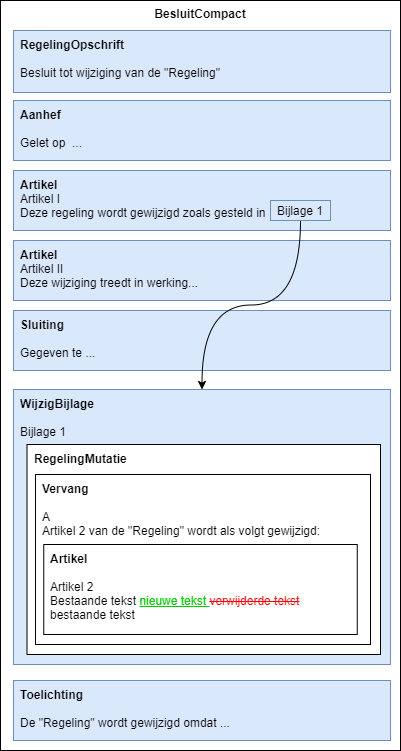 BesluitCompact
RegelingOpschrift
Besluit tot wijziging van de "Regeling"
Aanhef
Gelet op ...
Artikel
Artikel I
Deze regeling wordt gewijzigd zoals gesteld in Bijlage 1
Artikel
Artikel II
Deze wijziging treedt in werking...
Sluiting
Gegeven te ...
WijzigBijlage
Bijlage 1
RegelingMutatie
Vervang
A
Artikel 2 van de "Regeling" wordt als volgt gewijzigd:
Artikel
Artikel 2
Bestaande tekst nieuwe tekst verwijderde tekst
bestaande tekst
Toelichting
De "Regeling" wordt gewijzigd omdat ...